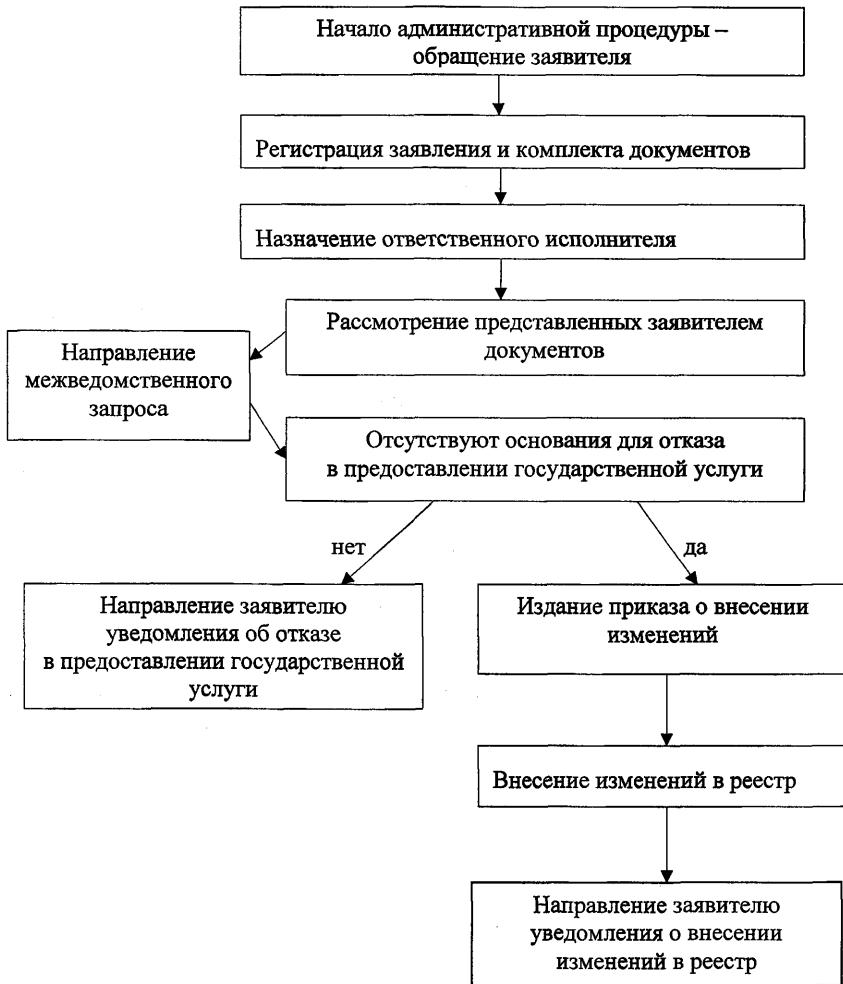 Начало административной процедуры –
обращение заявителя
Регистрация заявления и комплекта документов
Назначение ответственного исполнителя
Рассмотрение представленных заявителем
документов
Направление
межведомственного
запроса
Отсутствуют основания для отказа
в предоставлении государственной услуги
нет
да
Направление заявителю
уведомления об отказе
в предоставлении государственной
услуги
Издание приказа о внесении
изменений
Внесение изменений в реестр
Направление заявителю
уведомления о внесении
изменений в реестр